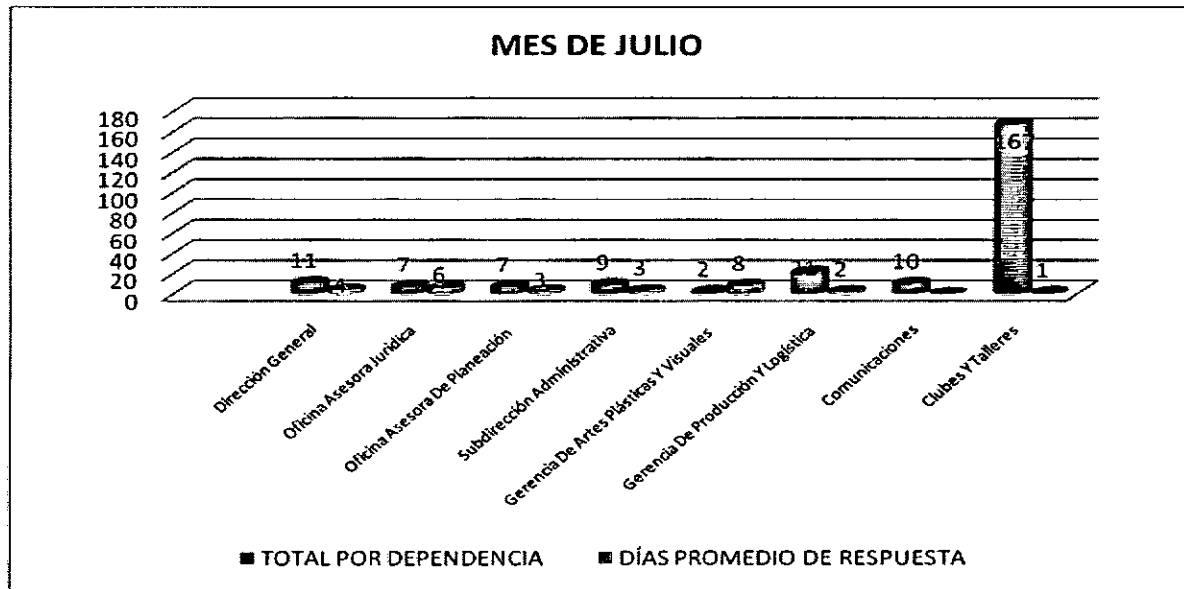 MES DE JULIO
180
160
140
120
100
80
60
40
20
0
11 4 7 6 7 3 9 3 2 8 2 10 1
Dirección General
Oficina Asesora Juridica
Oficina Asesora De Planeación
Subdirección Administrativa
Gerencia De Artes Plásticas Y Visuales
Gerencia De Producción Y Logística
Comunicaciones
Clubes Y Talleres
TOTAL POR DEPENDENCIA DÍAS PROMEDIO DE RESPUESTA